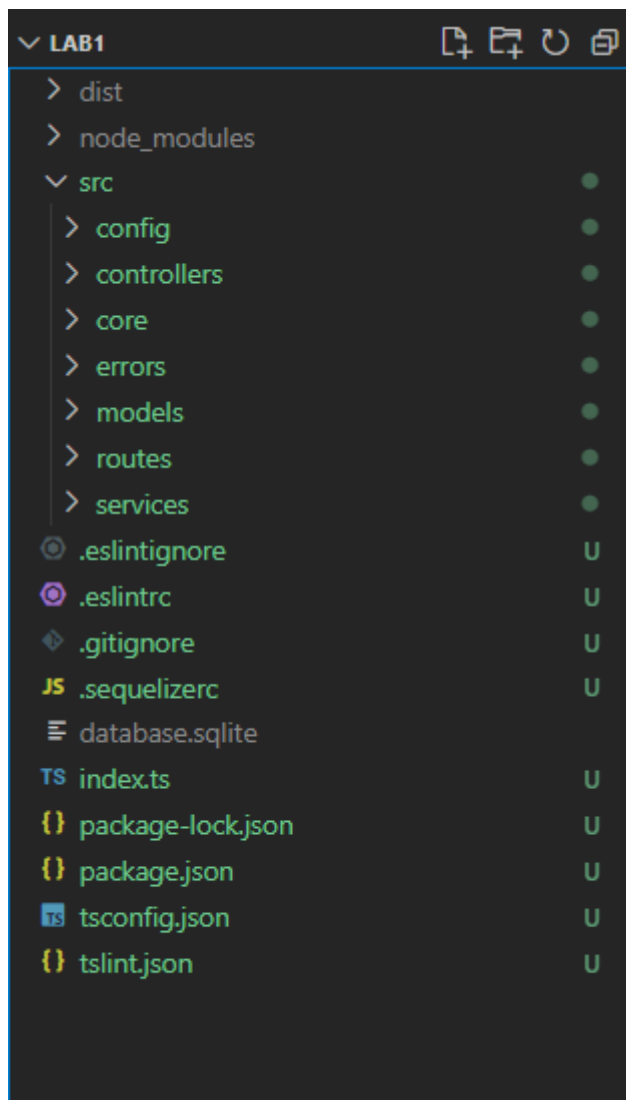 LAB1
dist
node_modules
src
config
controllers
core
errors
models
routes
services
.eslintignore U
.eslintrc U
.gitignore U
JS .sequelizerc U
database.sqlite
TS index.ts U
{} package-lock.json U
{} package.json U
TS tsconfig.json U
{} tslint.json U